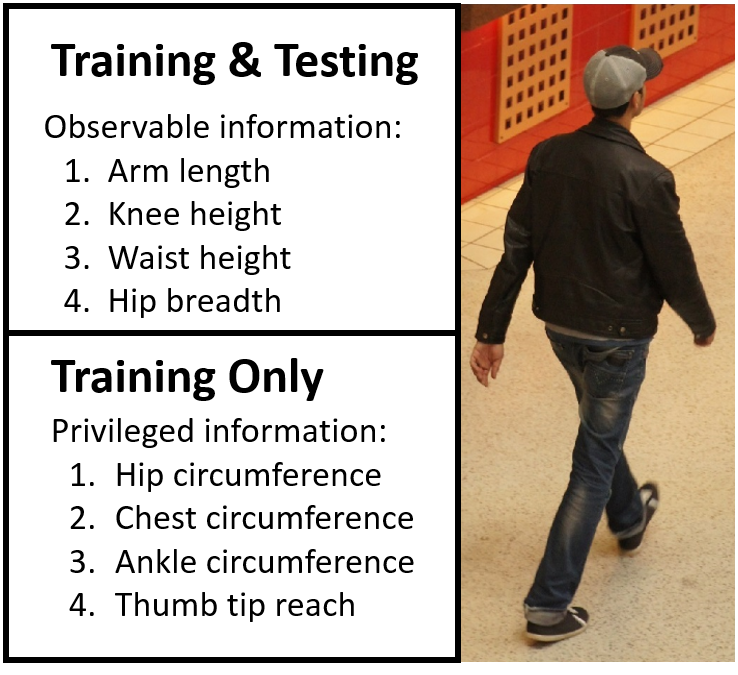 Training & Testing
Observable information:
1. Arm length
2. Knee height
3. Waist height
4. Hip breadth
Training Only
Privileged information:
1. Hip circumference
2. Chest circumference
3. Ankle circumference
4. Thumb tip reach